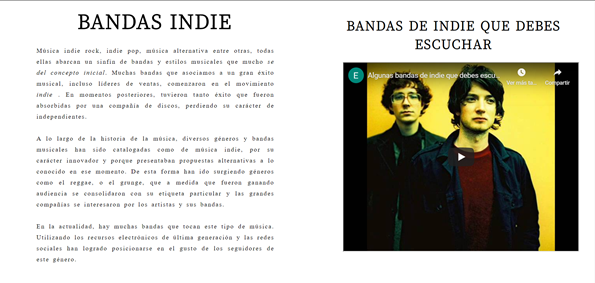 BANDAS INDIE
Música indie rock, indie pop, música alternativa entre otras, todas
ellas abarcan un sinfín de bandas y estilos musicales que mucho se
del concepto inicial. Muchas bandas que asociamos a un gran éxito
musical, incluso líderes de ventas, comenzaron en el movimiento
indie . En momentos posteriores, tuvieron tanto éxito que fueron
absorbidas por una compañía de discos, perdiendo su carácter de
independientes.
A lo largo de la historia de la música, diversos géneros y bandas
musicales han sido catalogadas como de música indie, por su
carácter innovador y porque presentaban propuestas alternativas a lo
conocido en ese momento. De esta forma han ido surgiendo géneros
como el reggae, o el grunge, que a medida que fueron ganando
audiencia se consolidaron con su etiqueta particular y las grandes
compañías se interesaron por los artistas y sus bandas.
En la actualidad, hay muchas bandas que tocan este tipo de música.
Utilizando los recursos electrónicos de última generación y las redes
sociales han logrado posicionarse en el gusto de los seguidores de
este género.
BANDAS DE INDIE QUE DEBES
ESCUCHAR
E Algunas bandas de indie que debes escu...
Ver más ta... Compartir